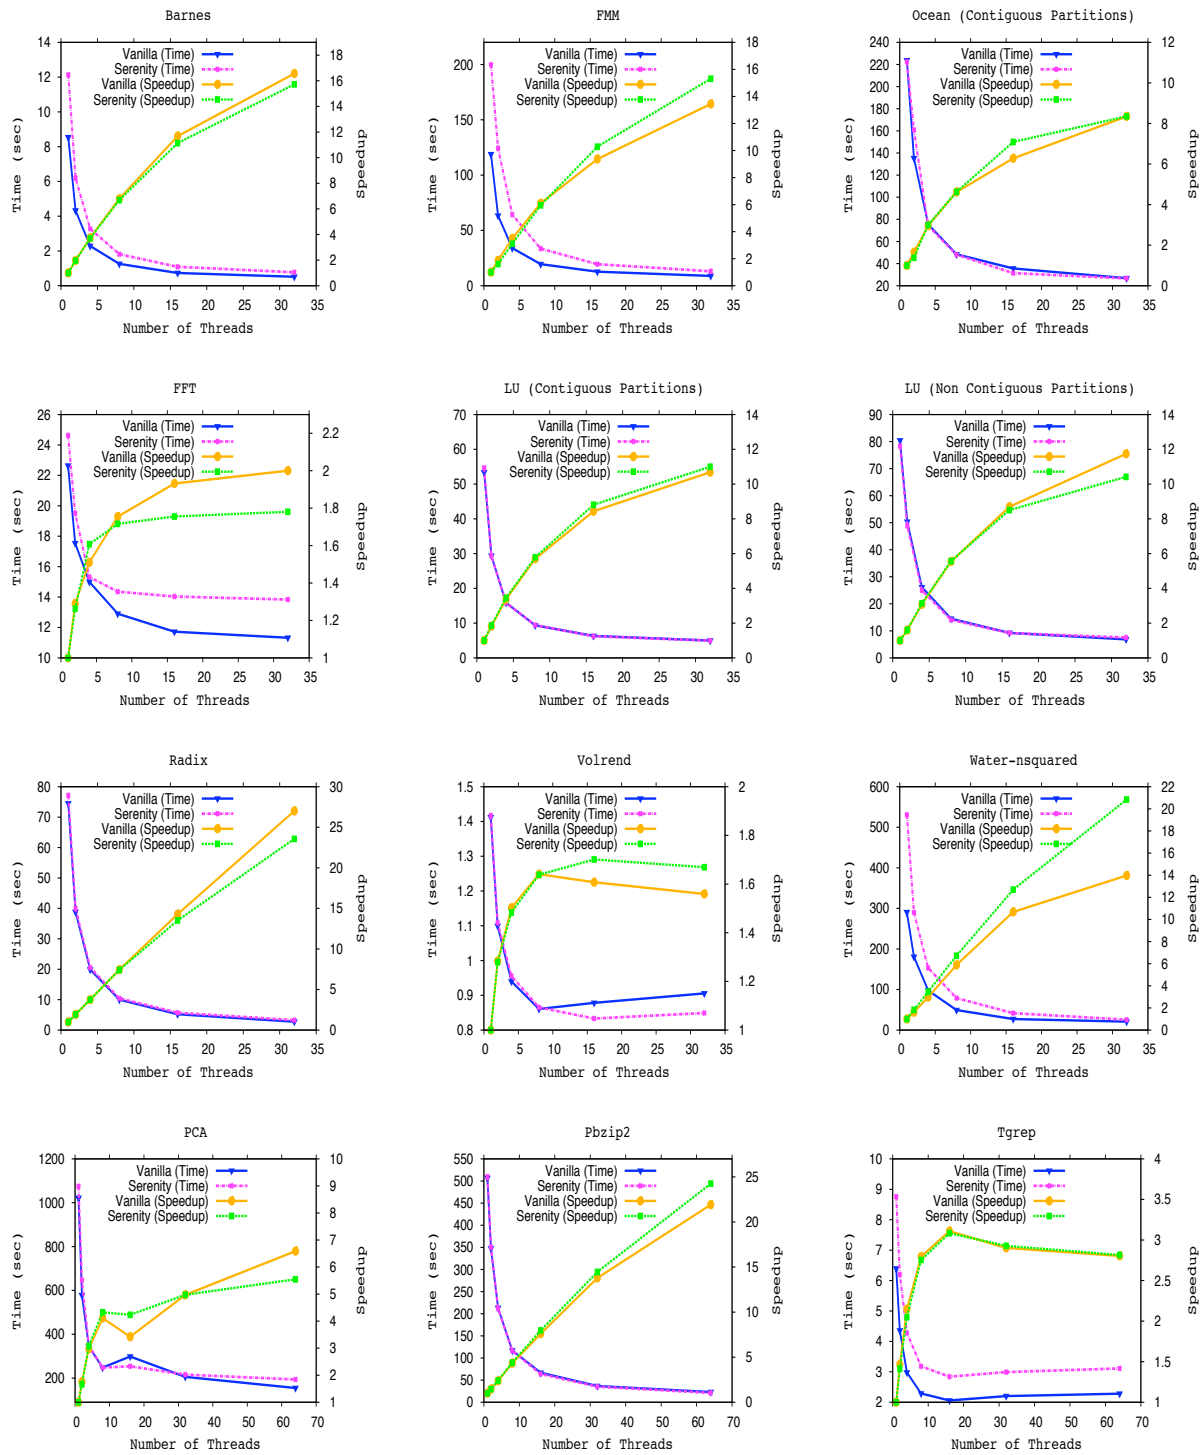 Barnes
Vanilla (Time)
Serenity (Time)
Vanilla (Speedup)
Serenity (Speedup)
Time (sec)
0 2 4 6 8 10 12 14
0 1 2 3 4 5 6 7 8 9 10 11 12 13 14 15 16 17 18
Speedup
0 5 10 15 20 25 30 35
Number of Threads
FMM
Vanilla (Time)
Serenity (Time)
Vanilla (Speedup)
Serenity (Speedup)
Time (sec)
0 50 100 150 200
0 2 4 6 8 10 12 14 16 18
Speedup
0 5 10 15 20 25 30 35
Number of Threads
Ocean (Contiguous Partitions)
Vanilla (Time)
Serenity (Time)
Vanilla (Speedup)
Serenity (Speedup)
Time (sec)
20 40 60 80 100 120 140 160 180 200 220 240
0 2 4 6 8 10 12
Speedup
0 5 10 15 20 25 30 35
Number of Threads
FFT
Vanilla (Time)
Serenity (Time)
Vanilla (Speedup)
Serenity (Speedup)
Time (sec)
10 12 14 16 18 20 22 24 26
1 1.2 1.4 1.6 1.8 2 2.2
Speedup
0 5 10 15 20 25 30 35
Number of Threads
LU (Contiguous Partitions)
Vanilla (Time)
Serenity (Time)
Vanilla (Speedup)
Serenity (Speedup)
Time (sec)
0 10 20 30 40 50 60 70
0 2 4 6 8 10 12 14
Speedup
0 5 10 15 20 25 30 35
Number of Threads
LU (Non Contiguous Partitions)
Vanilla (Time)
Serenity (Time)
Vanilla (Speedup)
Serenity (Speedup)
Time (sec)
0 10 20 30 40 50 60 70 80 90
0 2 4 6 8 10 12 14
Speedup
0 5 10 15 20 25 30 35
Number of Threads
Radix
Vanilla (Time)
Serenity (Time)
Vanilla (Speedup)
Serenity (Speedup)
Time (sec)
0 10 20 30 40 50 60 70 80
0 5 10 15 20 25 30
Speedup
0 5 10 15 20 25 30 35
Number of Threads
Volrend
Vanilla (Time)
Serenity (Time)
Vanilla (Speedup)
Serenity (Speedup)
Time (sec)
0.8 0.9 1 1.1 1.2 1.3 1.4 1.5
1 1.2 1.4 1.6 1.8 2
Speedup
0 5 10 15 20 25 30 35
Number of Threads
Water-nsquared
Vanilla (Time)
Serenity (Time)
Vanilla (Speedup)
Serenity (Speedup)
Time (sec)
0 100 200 300 400 500 600
0 2 4 6 8 10 12 14 16 18 20 22
Speedup
0 5 10 15 20 25 30 35
Number of Threads
PCA
Vanilla (Time)
Serenity (Time)
Vanilla (Speedup)
Serenity (Speedup)
Time (sec)
200 400 600 800 1000 1200
1 2 3 4 5 6 7 8 9 10
Speedup
0 10 20 30 40 50 60 70
Number of Threads
Pbzip2
Vanilla (Time)
Serenity (Time)
Vanilla (Speedup)
Serenity (Speedup)
Time (sec)
0 50 100 150 200 250 300 350 400 450 500 550
0 5 10 15 20 25
Speedup
0 10 20 30 40 50 60 70
Number of Threads
Tgrep
Vanilla (Time)
Serenity (Time)
Vanilla (Speedup)
Serenity (Speedup)
Time (sec)
2 3 4 5 6 7 8 9 10
1 1.5 2 2.5 3 3.5 4
Speedup
0 10 20 30 40 50 60 70
Number of Threads